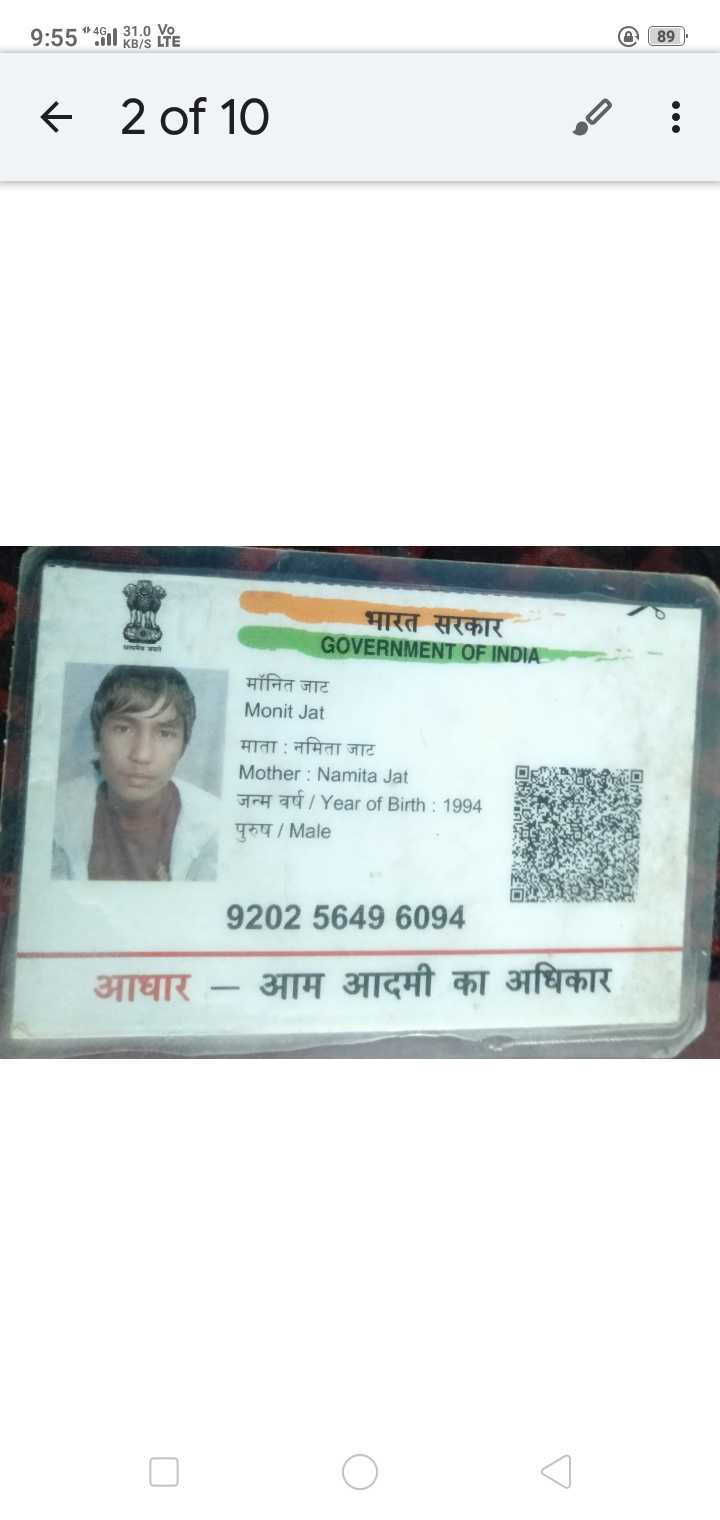 9:55 4G 31.0 KB/S Vo LTE 89
2 of 10
भारत सरकार
GOVERNMENT OF INDIA
सत्यमेव जयते
मॉनित जाट
Monit Jat
माता : नमिता जाट
Mother : Namita Jat
जन्म वर्ष / Year of Birth : 1994
पुरुष / Male
9202 5649 6094
आधार — आम आदमी का अधिकार